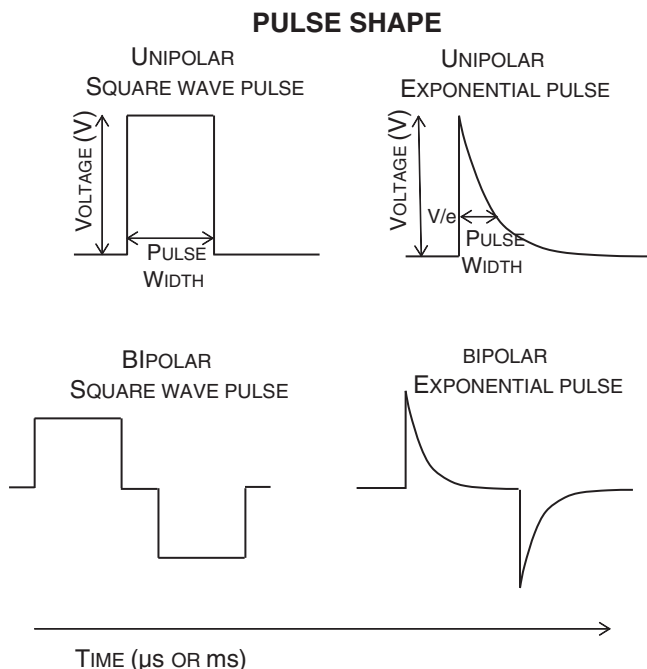 PULSE SHAPE
UNIPOLAR
SQUARE WAVE PULSE
VOLTAGE (V)
PULSE
WIDTH
UNIPOLAR
EXPONENTIAL PULSE
VOLTAGE (V)
V/e
PULSE
WIDTH
BIPOLAR
SQUARE WAVE PULSE
BIPOLAR
EXPONENTIAL PULSE
TIME (µs OR ms)